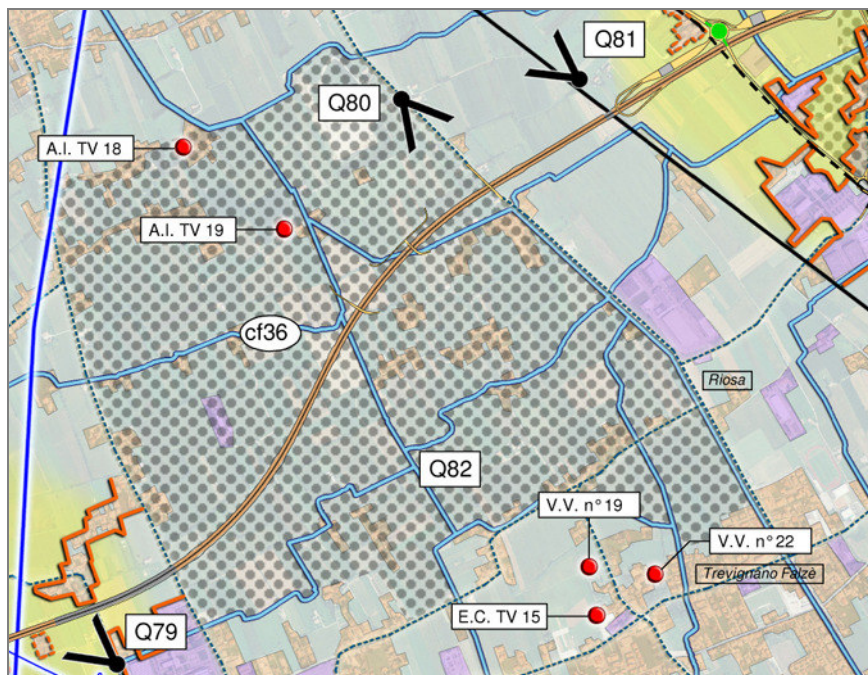 Q81
Q80
A.I. TV 18
A.I. TV 19
cf36
Riosa
Q82
V.V. n° 19
V.V. n° 22
Trevignano Falzè
E.C. TV 15
Q79